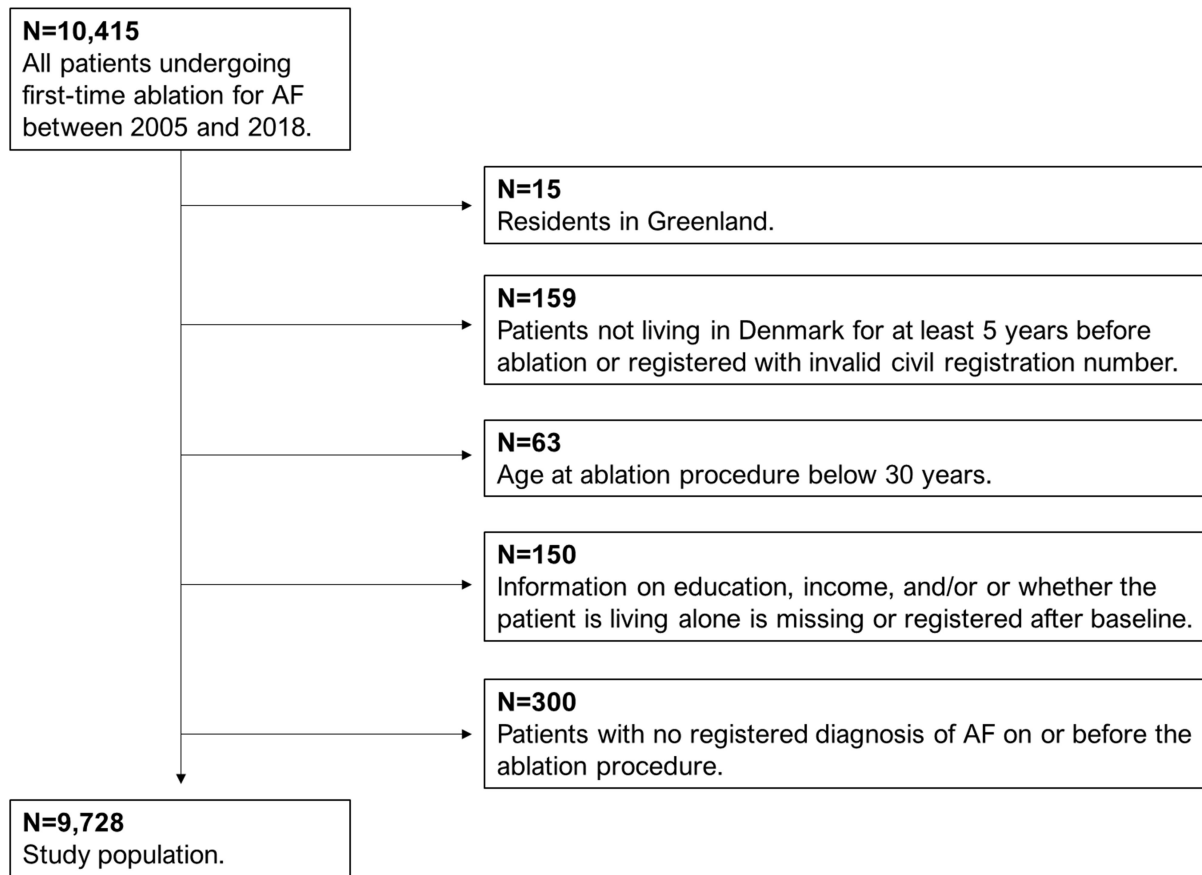 N=10,415
All patients undergoing
first-time ablation for AF
between 2005 and 2018.
N=15
Residents in Greenland.
N=159
Patients not living in Denmark for at least 5 years before
ablation or registered with invalid civil registration number.
N=63
Age at ablation procedure below 30 years.
N=150
Information on education, income, and/or or whether the
patient is living alone is missing or registered after baseline.
N=300
Patients with no registered diagnosis of AF on or before the
ablation procedure.
N=9,728
Study population.